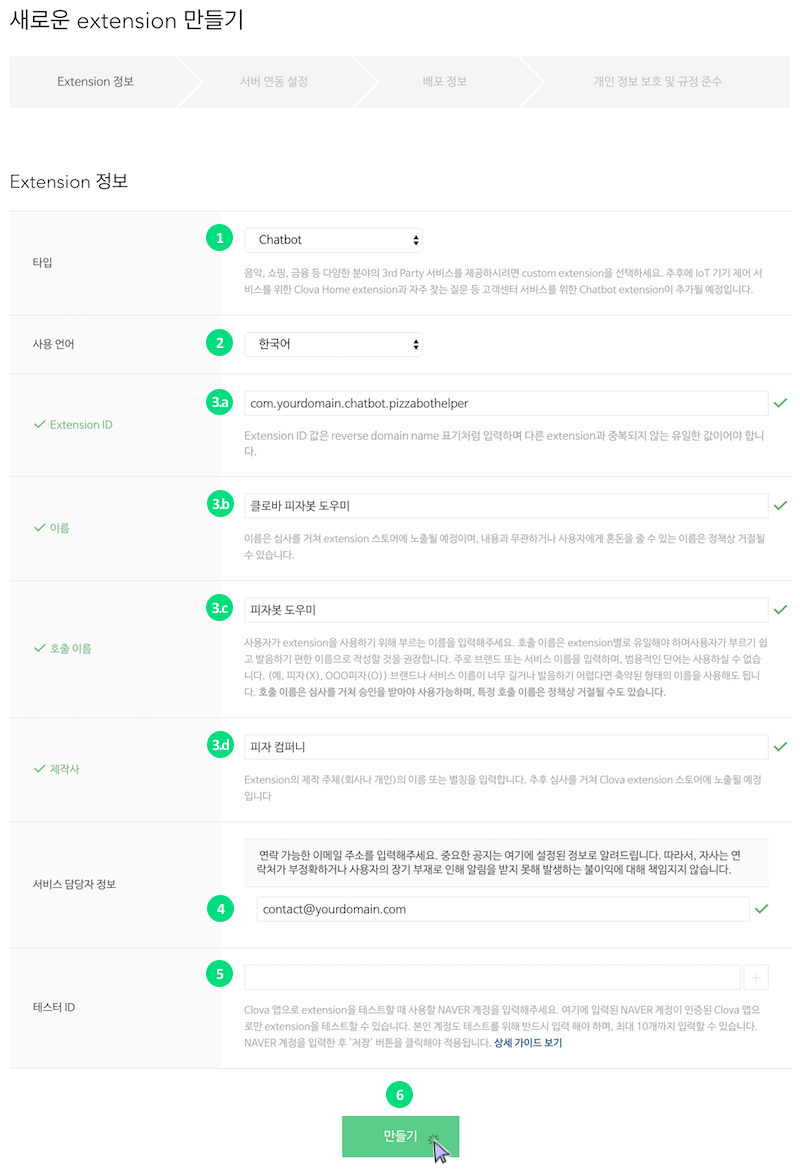 새로운 extension 만들기
Extension 정보
서버 연동 설정
배포 정보
개인 정보 보호 및 규정 준수
Extension 정보
타입
1
Chatbot
음악, 쇼핑, 금융 등 다양한 분야의 3rd Party 서비스를 제공하시려면 custom extension을 선택하세요. 추후에 IoT 기기 제어 서
비스를 위한 Clova Home extension과 자주 찾는 질문 등 고객센터 서비스를 위한 Chatbot extension이 추가될 예정입니다.
사용 언어
2
한국어
Extension ID
3.a
com.yourdomain.chatbot.pizzabothelper
Extension ID 값은 reverse domain name 표기처럼 입력하며 다른 extension과 중복되지 않는 유일한 값이어야 합니
다.
이름
3.b
클로바 피자봇 도우미
이름은 심사를 거쳐 extension 스토어에 노출될 예정이며, 내용과 무관하거나 사용자에게 혼돈을 줄 수 있는 이름은 정책상 거절될
수 있습니다.
호출 이름
3.c
피자봇 도우미
사용자가 extension을 사용하기 위해 부르는 이름을 입력해주세요. 호출 이름은 extension별로 유일해야 하며사용자가 부르기 쉽
고 발음하기 편한 이름으로 작성할 것을 권장합니다. 주로 브랜드 또는 서비스 이름을 입력하며, 범용적인 단어는 사용하실 수 없습
니다. (예, 피자(X), OOO피자(O)) 브랜드나 서비스 이름이 너무 길거나 발음하기 어렵다면 축약된 형태의 이름을 사용해도 됩니
다. 호출 이름은 심사를 거쳐 승인을 받아야 사용가능하며, 특정 호출 이름은 정책상 거절될 수도 있습니다.
제작사
3.d
피자 컴퍼니
Extension의 제작 주체(회사나 개인)의 이름 또는 별칭을 입력합니다. 추후 심사를 거쳐 Clova extension 스토어에 노출될 예정
입니다
서비스 담당자 정보
연락 가능한 이메일 주소를 입력해주세요. 중요한 공지는 여기에 설정된 정보로 알려드립니다. 따라서, 자사는 연
락처가 부정확하거나 사용자의 장기 부재로 인해 알림을 받지 못해 발생하는 불이익에 대해 책임지지 않습니다.
4
contact@yourdomain.com
테스터 ID
5
+
Clova 앱으로 extension을 테스트할 때 사용할 NAVER 계정을 입력해주세요. 여기에 입력된 NAVER 계정이 인증된 Clova 앱으
로만 extension을 테스트할 수 있습니다. 본인 계정도 테스트를 위해 반드시 입력 해야 하며, 최대 10개까지 입력할 수 있습니다.
NAVER 계정을 입력한 후 '저장' 버튼을 클릭해야 적용됩니다. 상세 가이드 보기
6
만들기